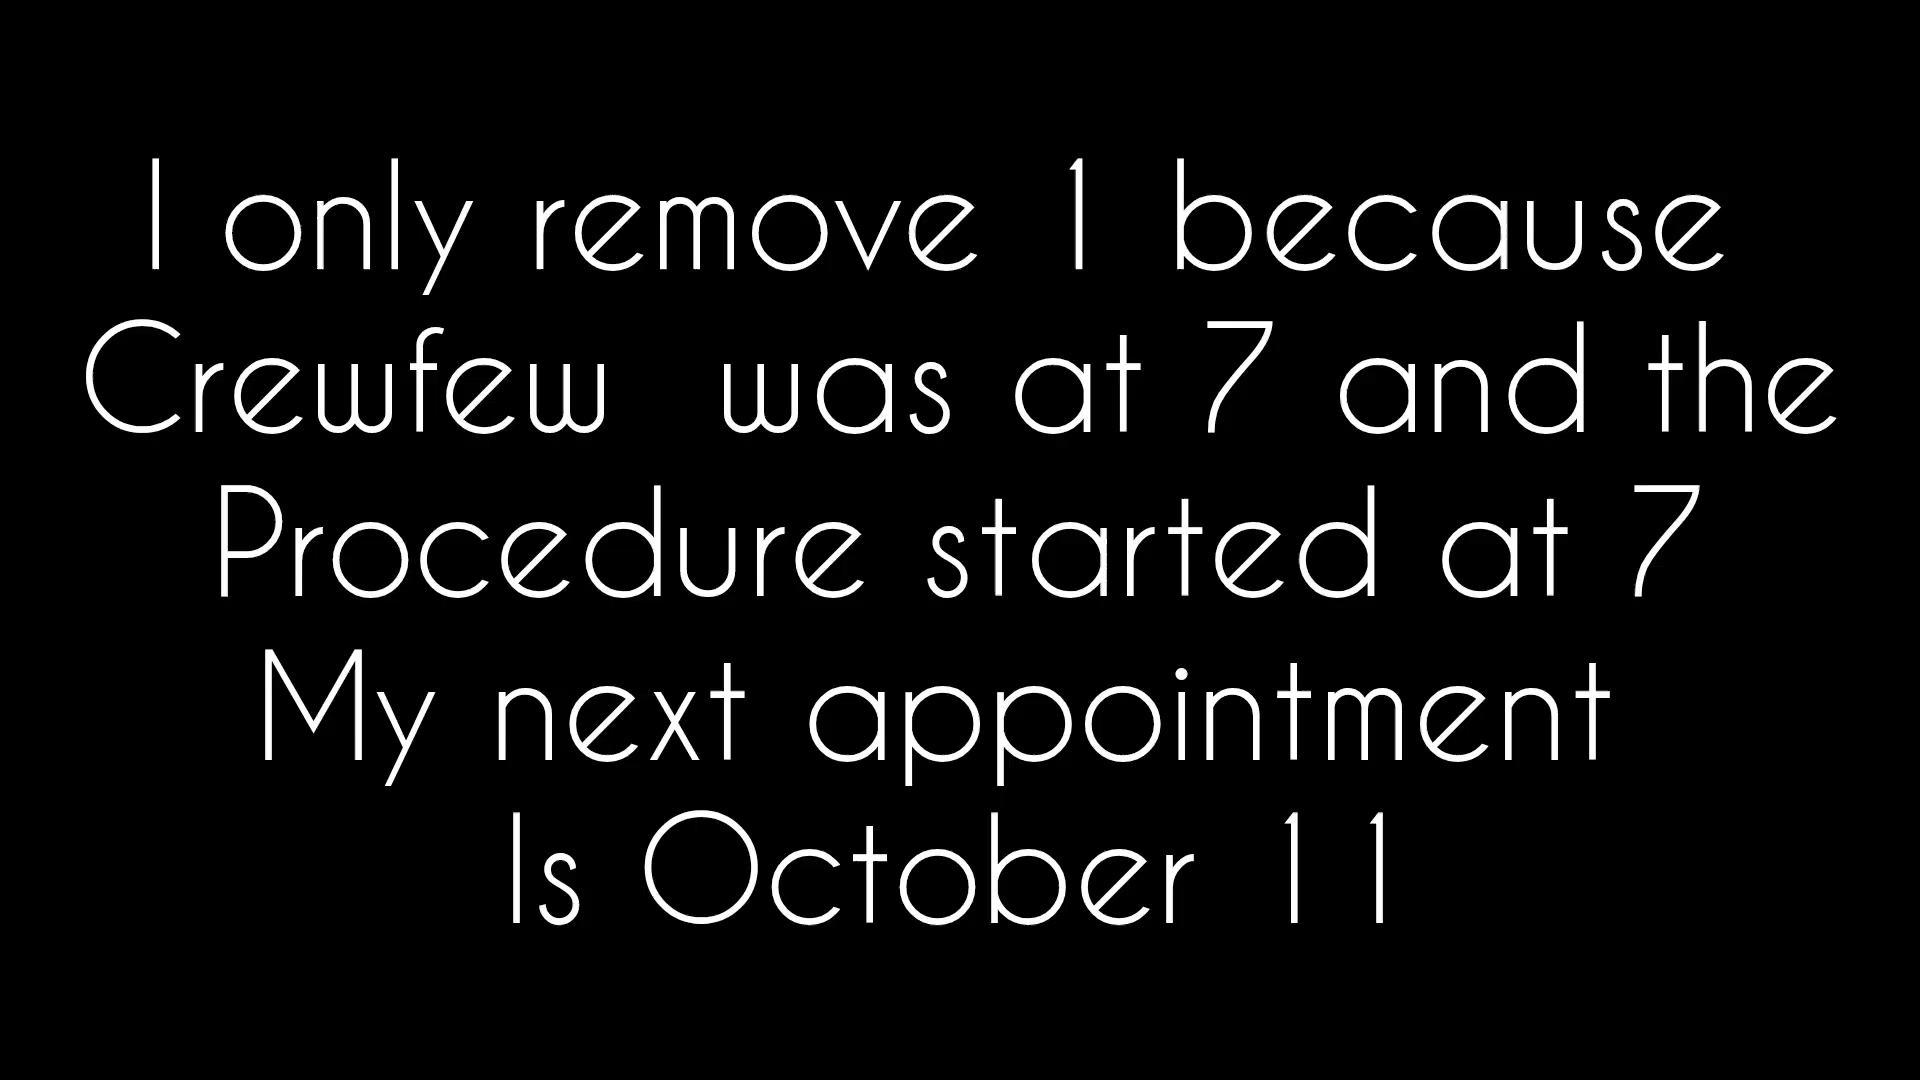 I only remove 1 because
Crewfew was at 7 and the
Procedure started at 7
My next appointment
Is October 11